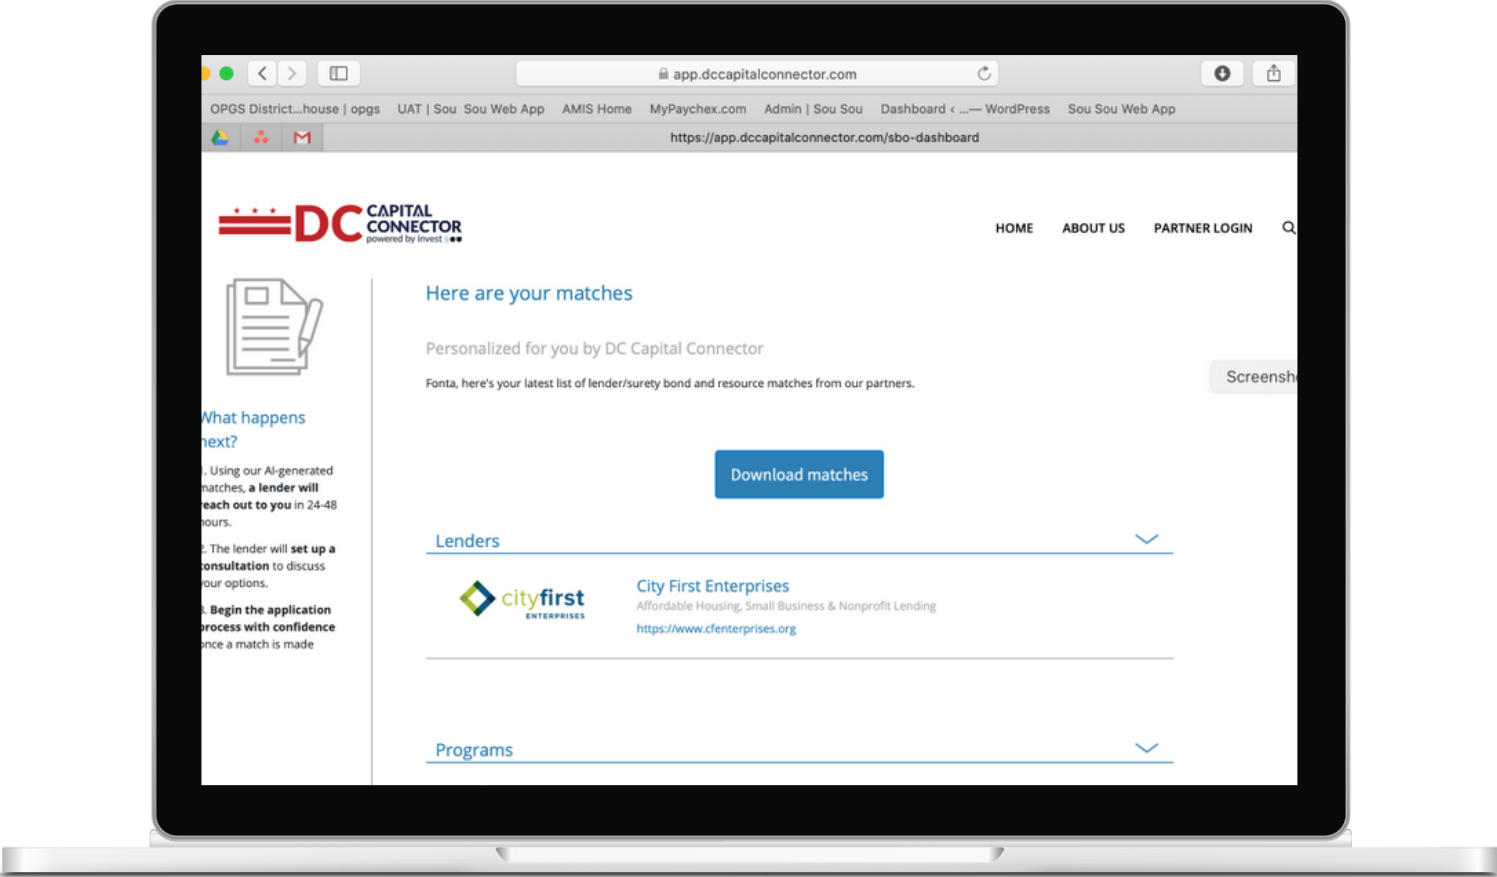 app.dccapitalconnector.com
OPGS District...house | opgs UAT | Sou Sou Web App AMIS Home MyPaychex.com Admin | Sou Sou Dashboard ‹ ...— WordPress Sou Sou Web App
https://app.dccapitalconnector.com/sbo-dashboard
DC CAPITAL
CONNECTOR
powered by invest
HOME ABOUT US PARTNER LOGIN
Here are your matches
Personalized for you by DC Capital Connector
Fonta, here's your latest list of lender/surety bond and resource matches from our partners.
Screensh
What happens
next?
1. Using our AI-generated
matches, a lender will
reach out to you in 24-48
hours.
2. The lender will set up a
consultation to discuss
your options.
3. Begin the application
process with confidence
once a match is made
Download matches
Lenders
cityfirst
ENTERPRISES
City First Enterprises
Affordable Housing, Small Business & Nonprofit Lending
https://www.cfenterprises.org
Programs